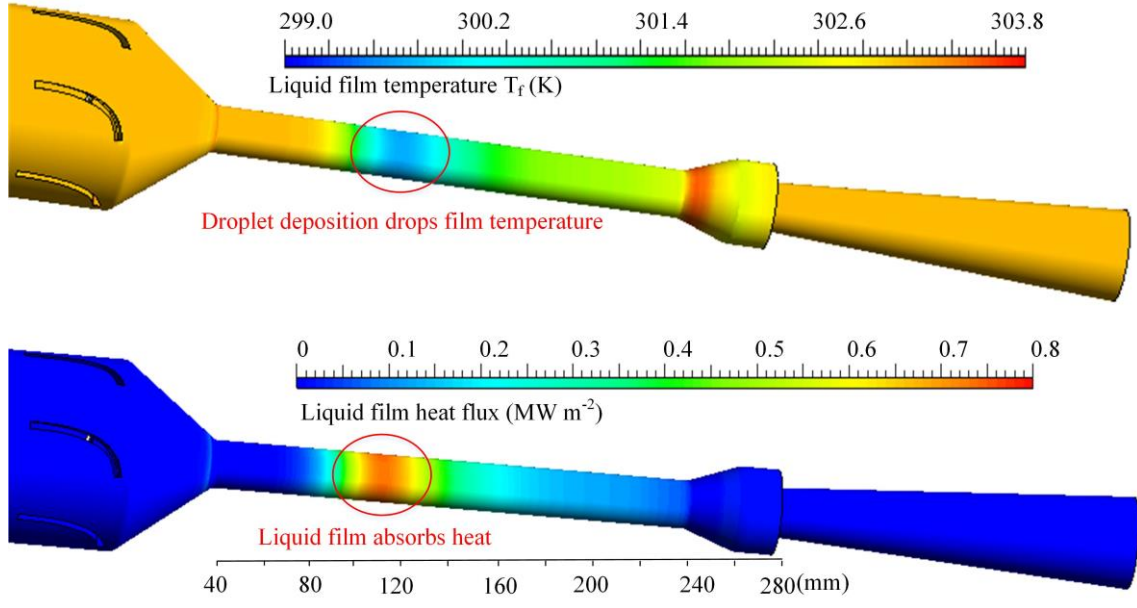 299.0 300.2 301.4 302.6 303.8
Liquid film temperature T_f (K)
Droplet deposition drops film temperature
0 0.1 0.2 0.3 0.4 0.5 0.6 0.7 0.8
Liquid film heat flux (MW m⁻²)
Liquid film absorbs heat
40 80 120 160 200 240 280 (mm)